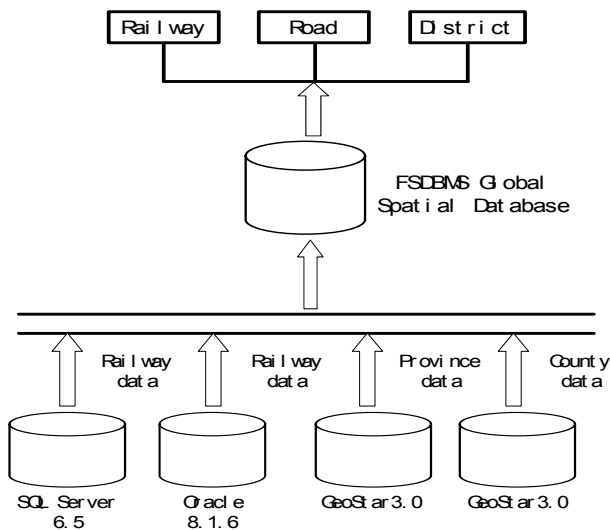 Railway Road District
FSDBMS Global
Spatial Database
Railway
data
Railway
data
Province
data
County
data
SQL Server
6.5
Oracle
8.1.6
GeoStar3.0
GeoStar3.0